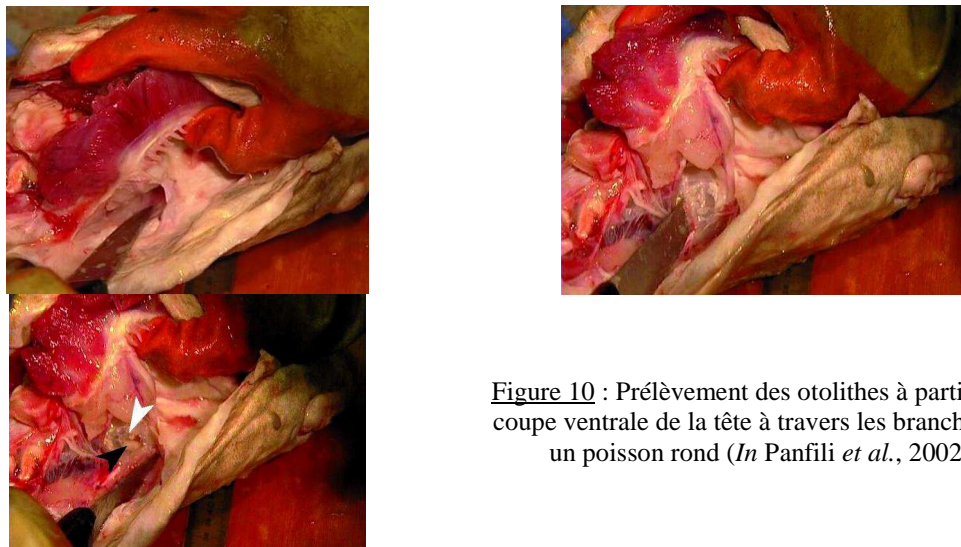 Figure 10 : Prélèvement des otolithes à parti
coupe ventrale de la tête à travers les branch
un poisson rond (In Panfili et al., 2002